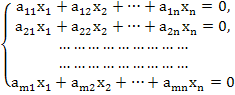 a₁₁x₁ + a₁₂x₂ + ⋯ + a₁ₙxₙ = 0,
a₂₁x₁ + a₂₂x₂ + ⋯ + a₂ₙxₙ = 0,
… … … … … … … … …
… … … … … … … … …
aₘ₁x₁ + aₘ₂x₂ + ⋯ + aₘₙxₙ = 0